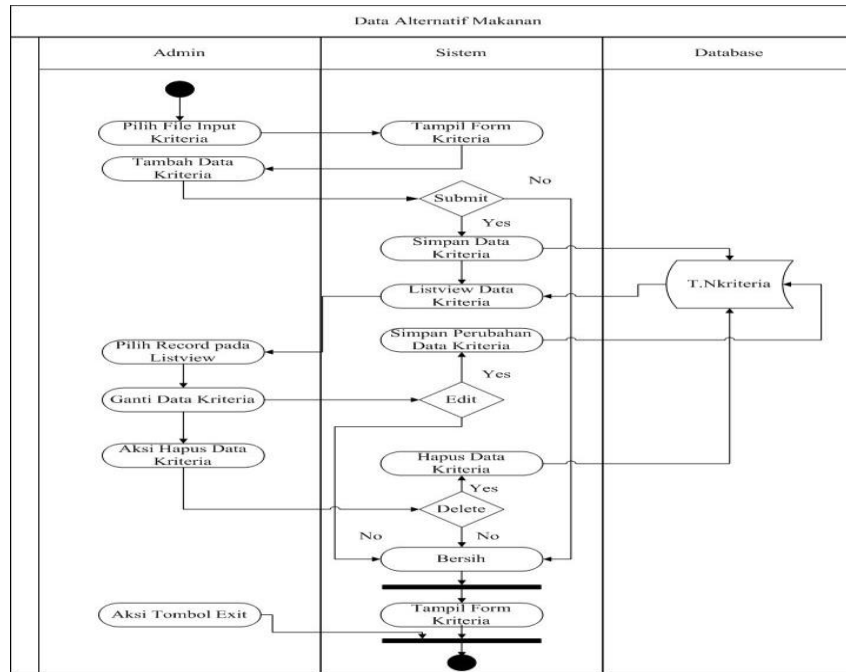 Data Alternatif Makanan
Admin
Sistem
Database
Pilih File Input
Kriteria
Tampil Form
Kriteria
Tambah Data
Kriteria
No
Submit
Yes
Simpan Data
Kriteria
T.Nkriteria
Listview Data
Kriteria
Simpan Perubahan
Data Kriteria
Pilih Record pada
Listview
Yes
Ganti Data Kriteria
Edit
Aksi Hapus Data
Kriteria
Hapus Data
Kriteria
Yes
Delete
No
No
Bersih
Aksi Tombol Exit
Tampil Form
Kriteria